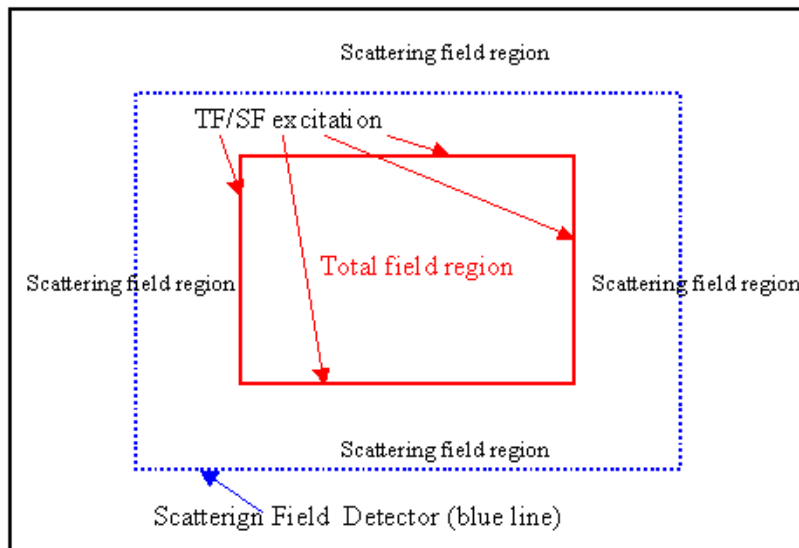 Scattering field region
TF/SF excitation
Total field region
Scattering field region
Scattering field region
Scattering field region
Scatterign Field Detector (blue line)